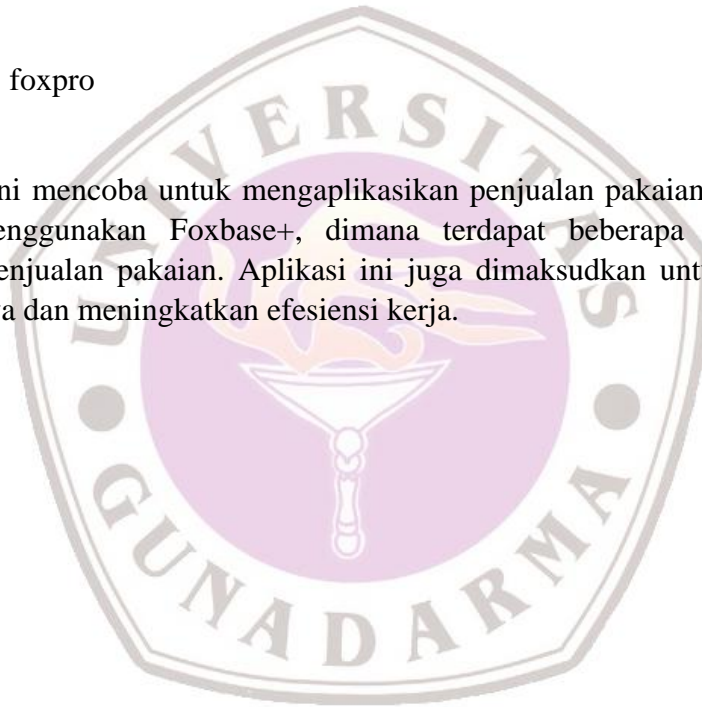 foxpro
ni mencoba untuk mengaplikasikan penjualan pakaian
enggunakan Foxbase+, dimana terdapat beberapa
enjualan pakaian. Aplikasi ini juga dimaksudkan unt
a dan meningkatkan efesiensi kerja.
UNIVERSITAS
GUNADARMA